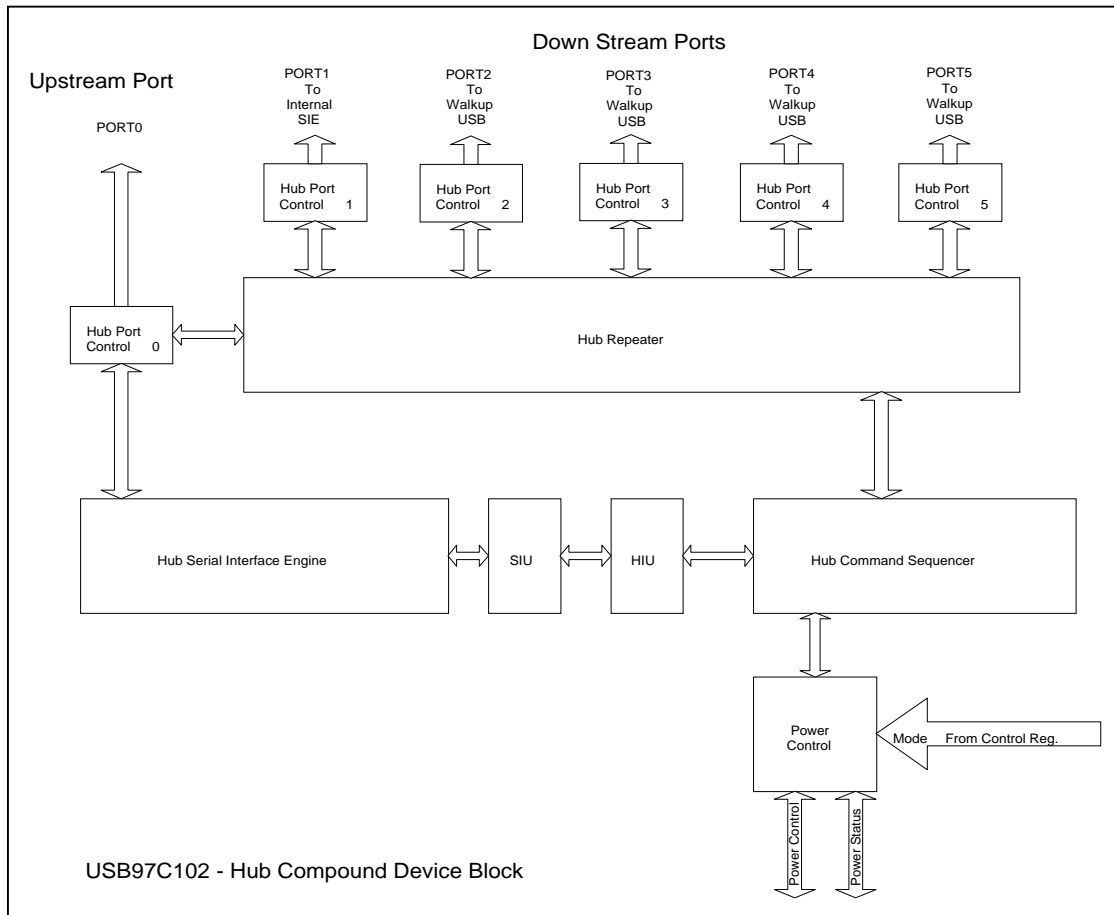 Down Stream Ports
Upstream Port
PORT0
PORT1
To
Internal
SIE
PORT2
To
Walkup
USB
PORT3
To
Walkup
USB
PORT4
To
Walkup
USB
PORT5
To
Walkup
USB
Hub Port
Control 1
Hub Port
Control 2
Hub Port
Control 3
Hub Port
Control 4
Hub Port
Control 5
Hub Port
Control 0
Hub Repeater
Hub Serial Interface Engine
SIU
HIU
Hub Command Sequencer
Power
Control
Mode From Control Reg.
Power Control
Power Status
USB97C102 - Hub Compound Device Block